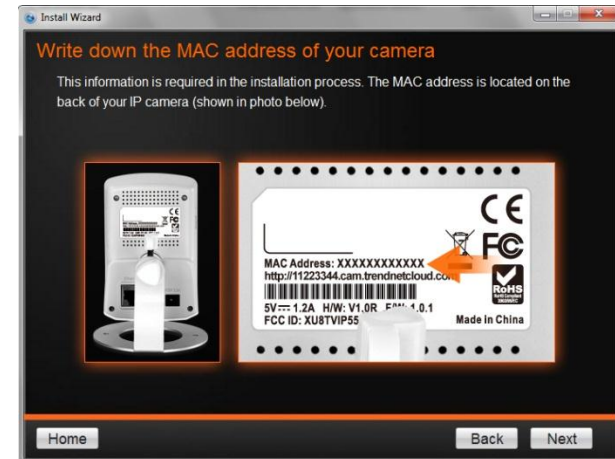 Install Wizard
Write down the MAC address of your camera
This information is required in the installation process. The MAC address is located on the
back of your IP camera (shown in photo below).
CE
FC
MAC Address: XXXXXXXXXXXX
http://11223344.cam.trendnetcloud.com
RoHS
5V 1.2A H/W: V1.0R F/W: 1.0.1
FCC ID: XU8TVIP55
Made in China
Home
Back
Next